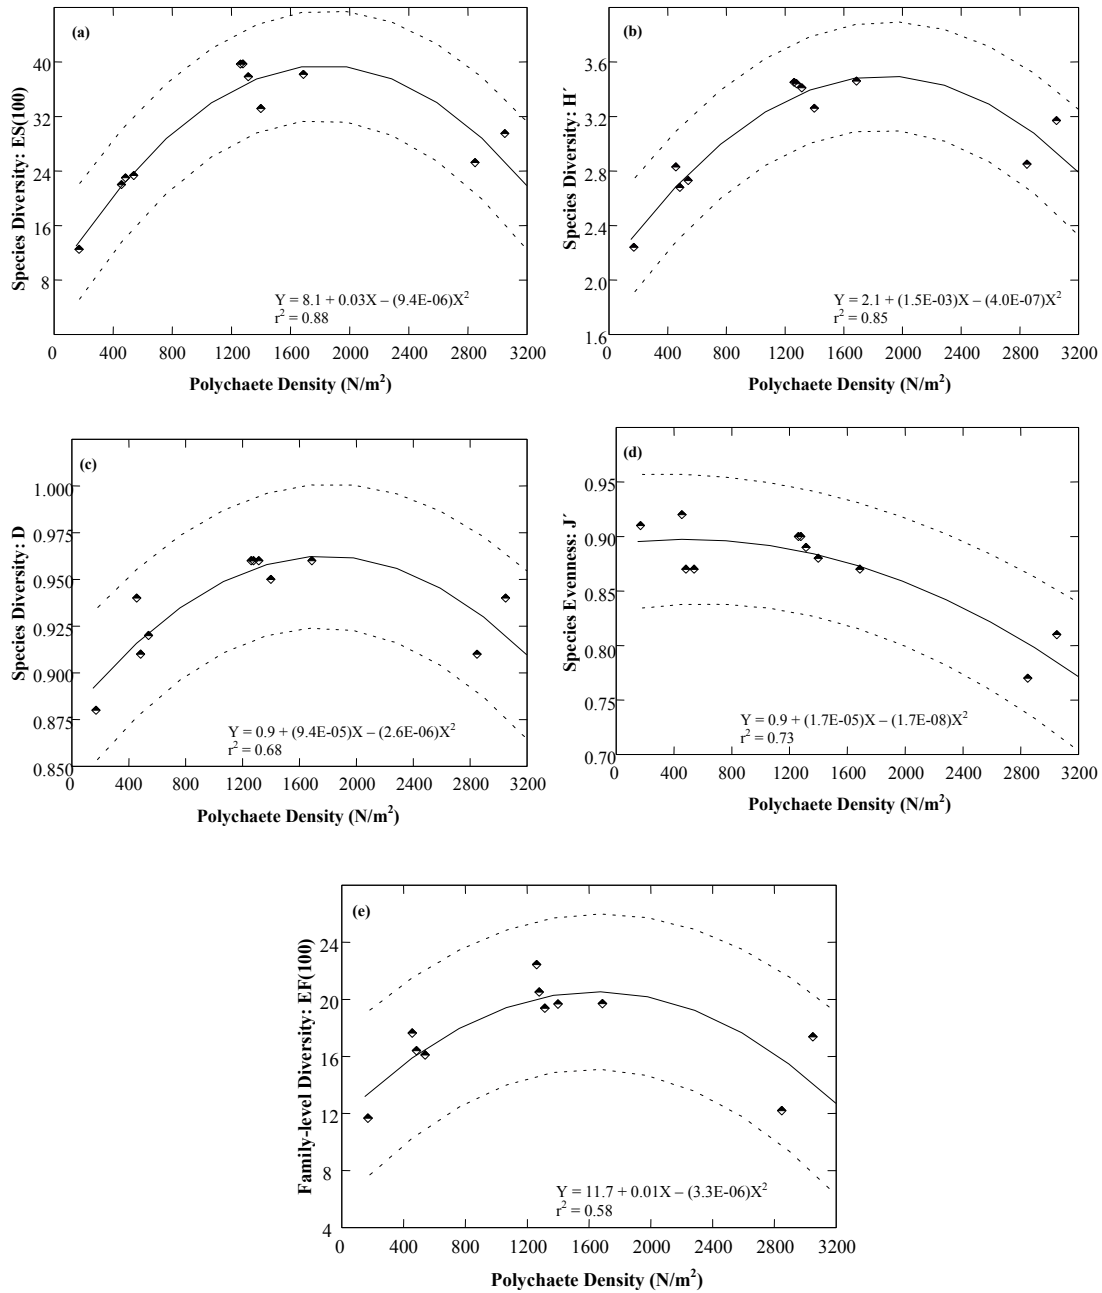 (a)
Species Diversity: ES(100)
40
32
24
16
8
Y = 8.1 + 0.03X – (9.4E-06)X²
r² = 0.88
0 400 800 1200 1600 2000 2400 2800 3200
Polychaete Density (N/m²)
(b)
Species Diversity: H´
3.6
3.2
2.8
2.4
2.0
1.6
Y = 2.1 + (1.5E-03)X – (4.0E-07)X²
r² = 0.85
0 400 800 1200 1600 2000 2400 2800 3200
Polychaete Density (N/m²)
(c)
Species Diversity: D
1.000
0.975
0.950
0.925
0.900
0.875
0.850
Y = 0.9 + (9.4E-05)X – (2.6E-06)X²
r² = 0.68
0 400 800 1200 1600 2000 2400 2800 3200
Polychaete Density (N/m²)
(d)
Species Evenness: J´
0.95
0.90
0.85
0.80
0.75
0.70
Y = 0.9 + (1.7E-05)X – (1.7E-08)X²
r² = 0.73
0 400 800 1200 1600 2000 2400 2800 3200
Polychaete Density (N/m²)
(e)
Family-level Diversity: EF(100)
24
20
16
12
8
4
Y = 11.7 + 0.01X – (3.3E-06)X²
r² = 0.58
0 400 800 1200 1600 2000 2400 2800 3200
Polychaete Density (N/m²)